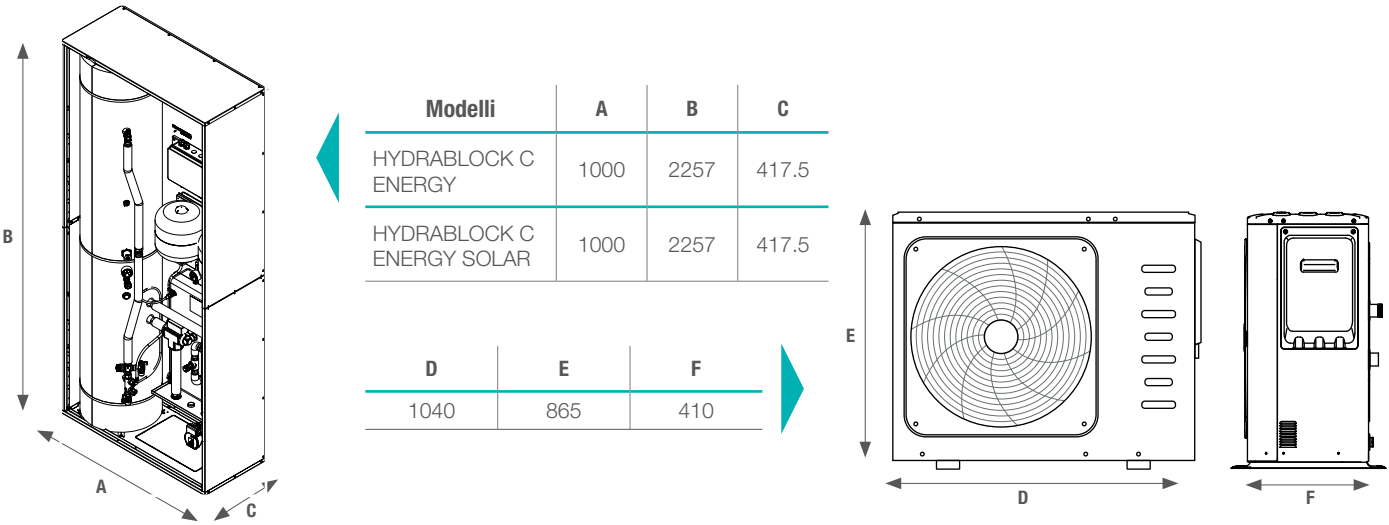 B
A
C
Modelli A B C
HYDRABLOCK C
ENERGY
1000 2257 417.5
HYDRABLOCK C
ENERGY SOLAR
1000 2257 417.5
D E F
1040 865 410
E
D
F